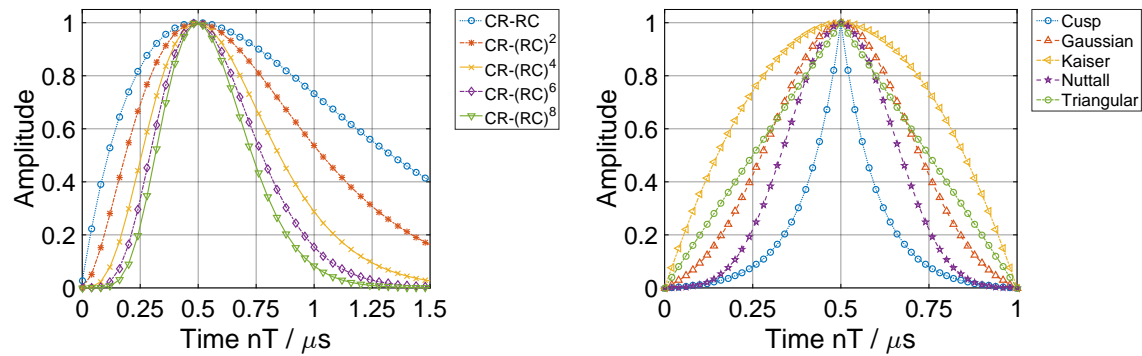 Amplitude
1
0.8
0.6
0.4
0.2
0
0 0.25 0.5 0.75 1 1.25 1.5
Time nT / μs
CR-RC
CR-(RC)²
CR-(RC)⁴
CR-(RC)⁶
CR-(RC)⁸
Amplitude
1
0.8
0.6
0.4
0.2
0
0 0.25 0.5 0.75 1
Time nT / μs
Cusp
Gaussian
Kaiser
Nuttall
Triangular